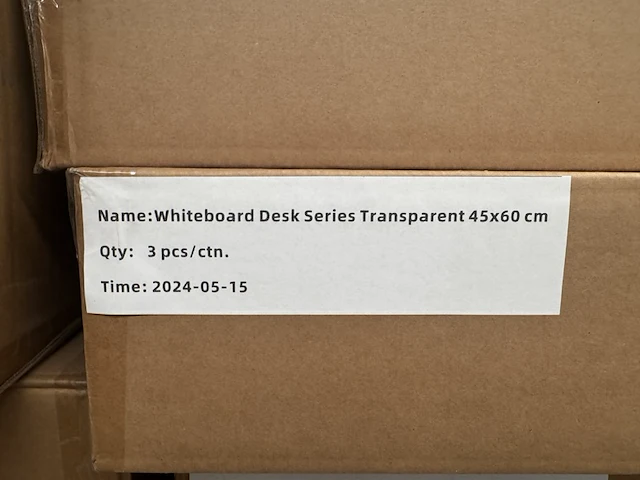 Name:Whiteboard Desk Series Transparent 45x60 cm
Qty: 3 pcs/ctn.
Time: 2024-05-15